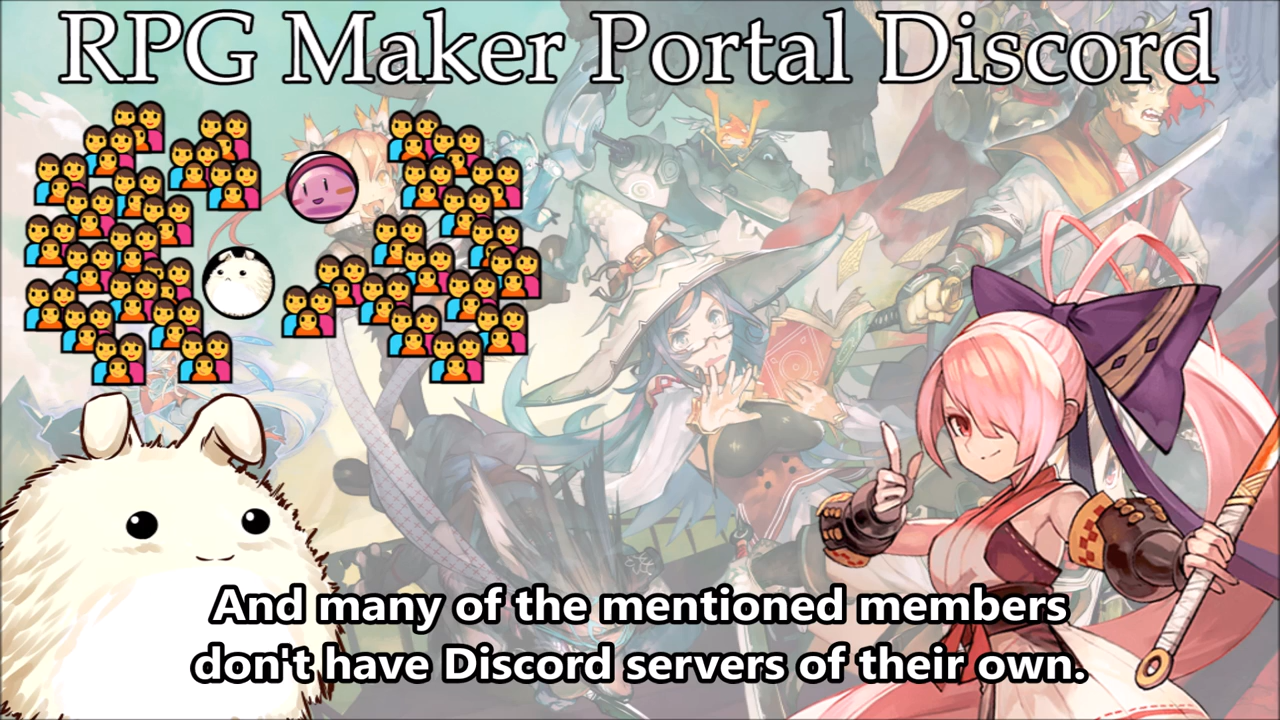 RPG Maker Portal Discord
And many of the mentioned members
don't have Discord servers of their own.